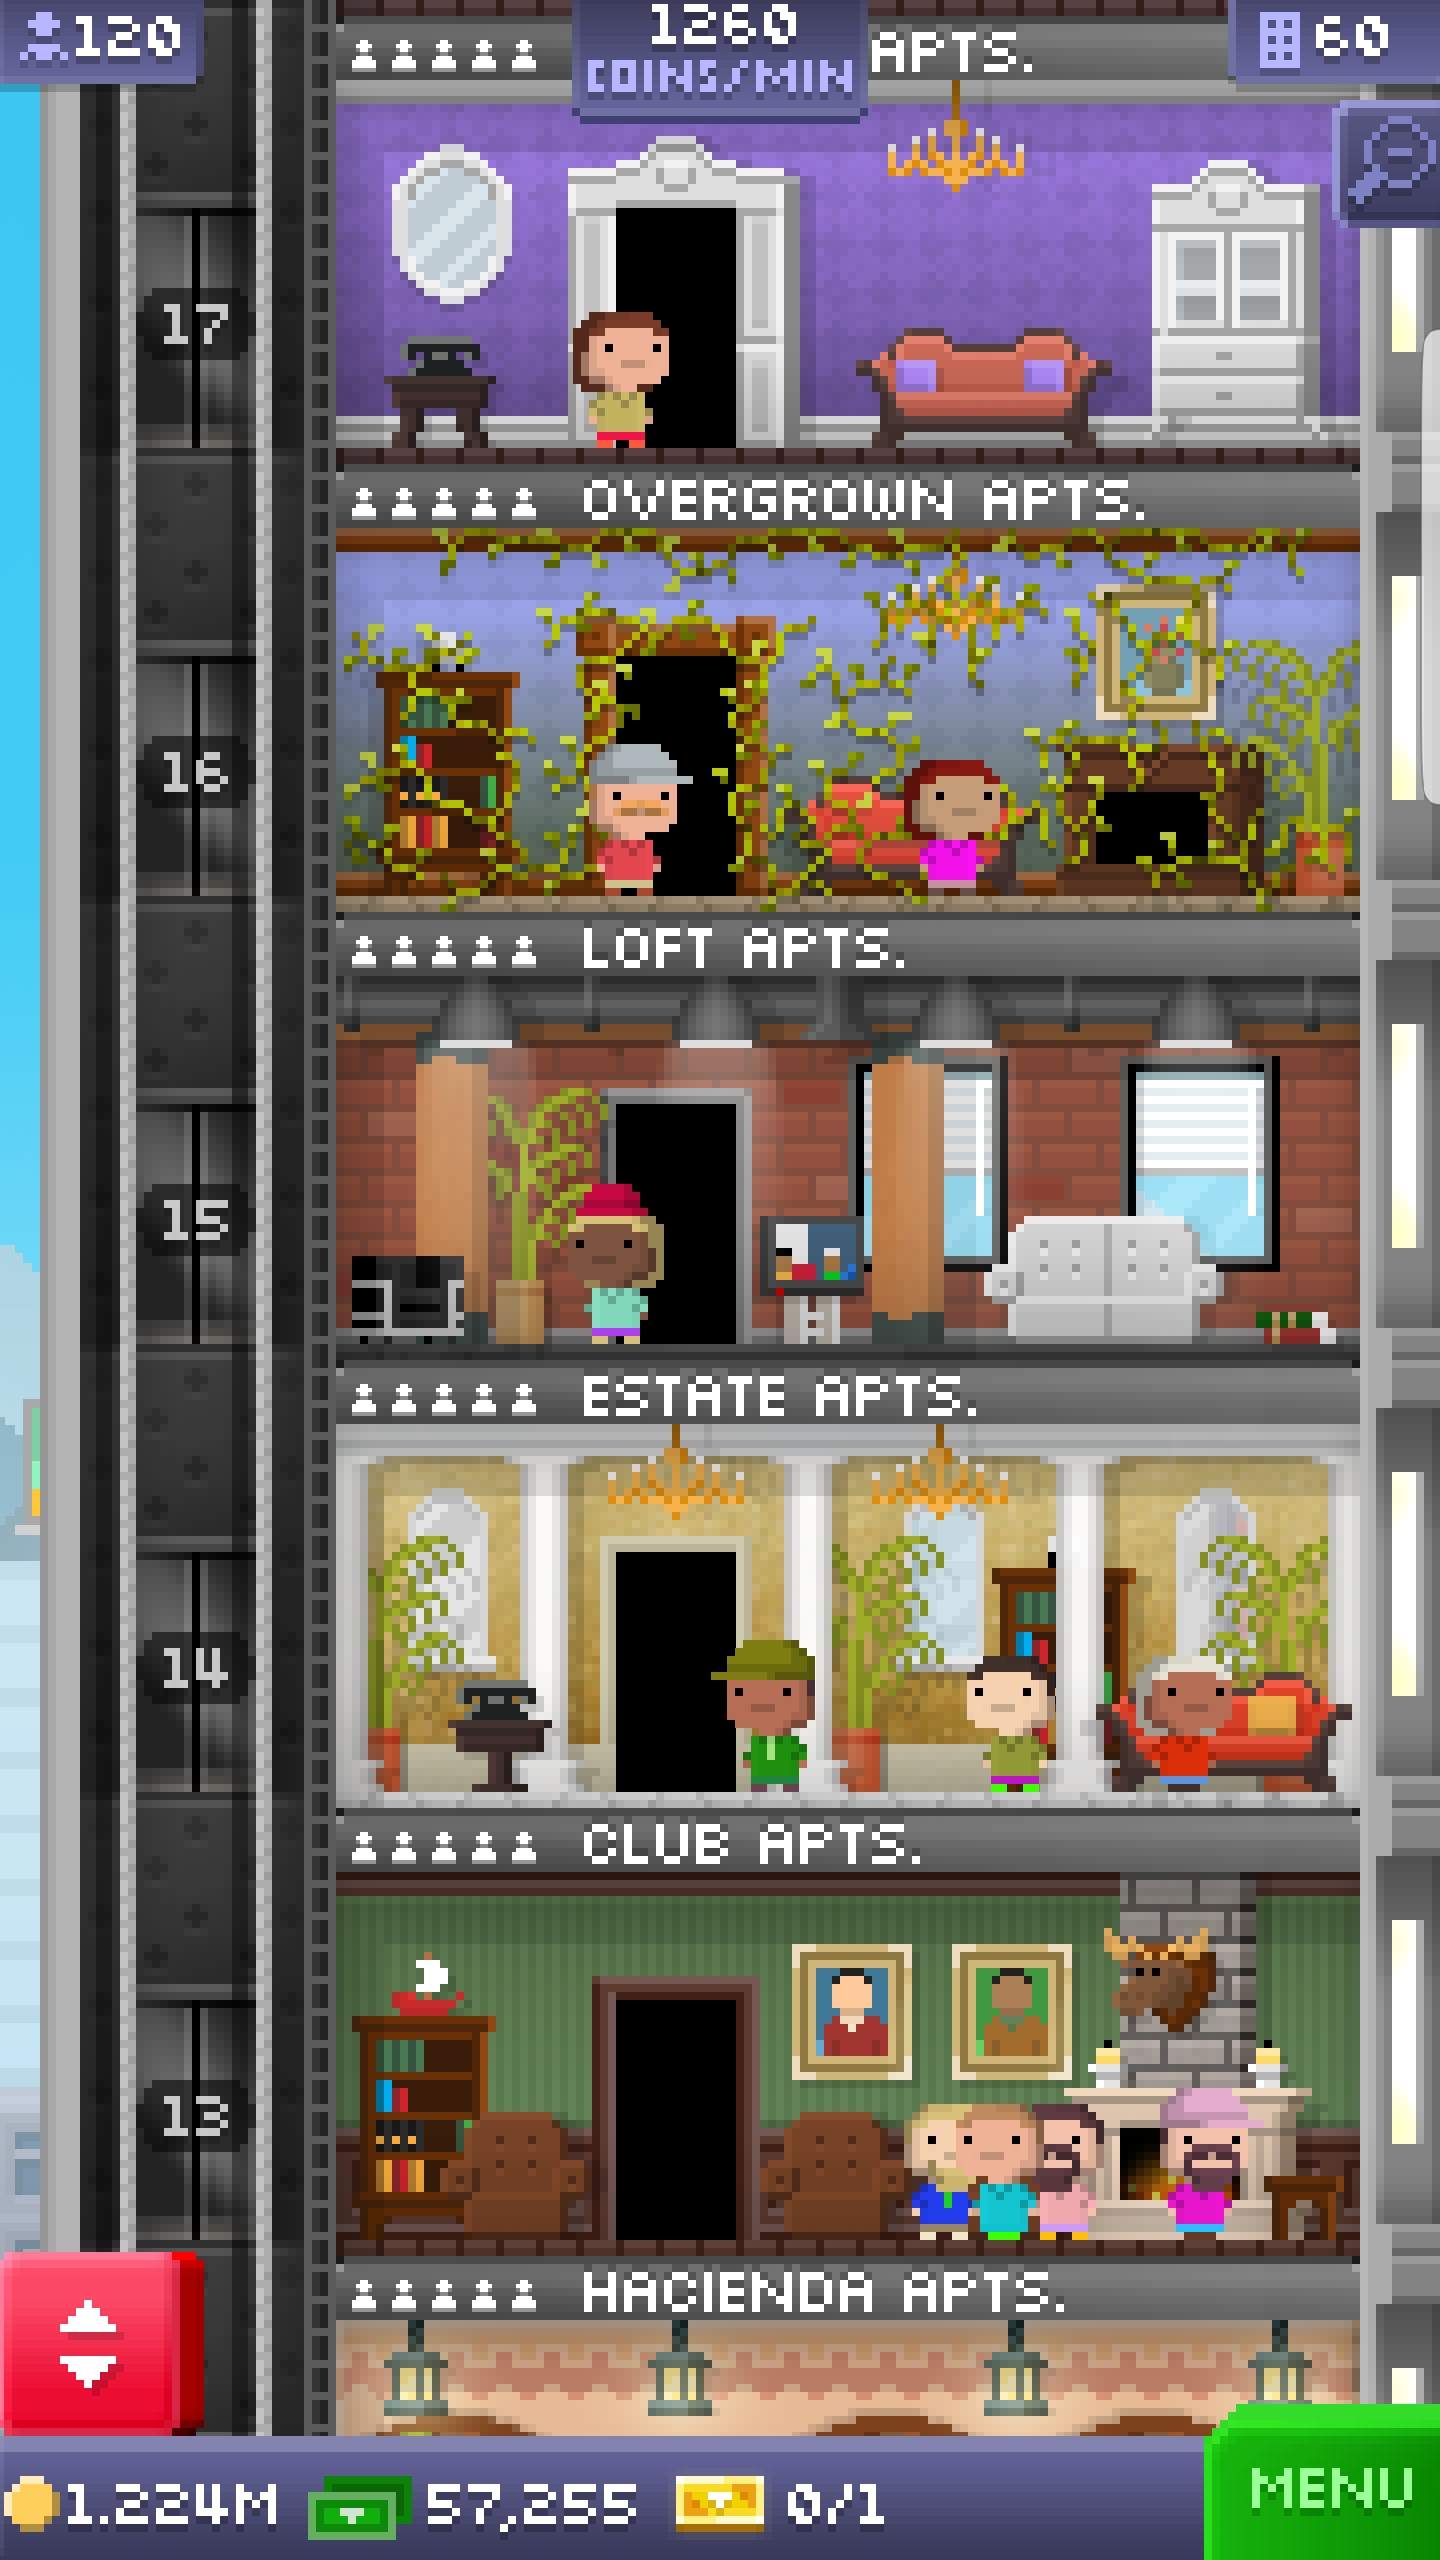 120
1260
COINS/MIN
60
APTS.
17
OVERGROWN APTS.
16
LOFT APTS.
15
ESTATE APTS.
14
CLUB APTS.
13
HACIENDA APTS.
1.224M
57,255
0/1
MENU